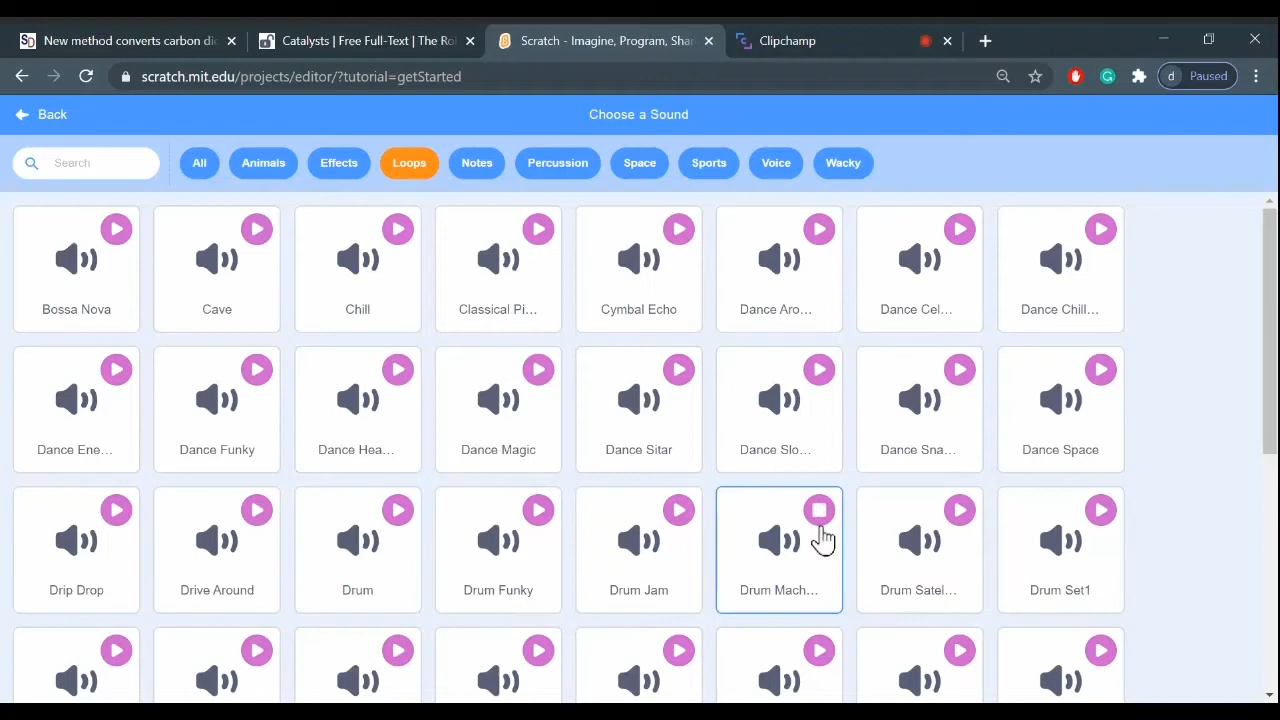 SD New method converts carbon di
Catalysts | Free Full-Text | The Rol
Scratch - Imagine, Program, Shar
Clipchamp
scratch.mit.edu/projects/editor/?tutorial=getStarted
d Paused
Back
Choose a Sound
Search
All
Animals
Effects
Loops
Notes
Percussion
Space
Sports
Voice
Wacky
Bossa Nova
Cave
Chill
Classical Pi...
Cymbal Echo
Dance Aro...
Dance Cel...
Dance Chill...
Dance Ene...
Dance Funky
Dance Hea...
Dance Magic
Dance Sitar
Dance Slo...
Dance Sna...
Dance Space
Drip Drop
Drive Around
Drum
Drum Funky
Drum Jam
Drum Mach...
Drum Satel...
Drum Set1